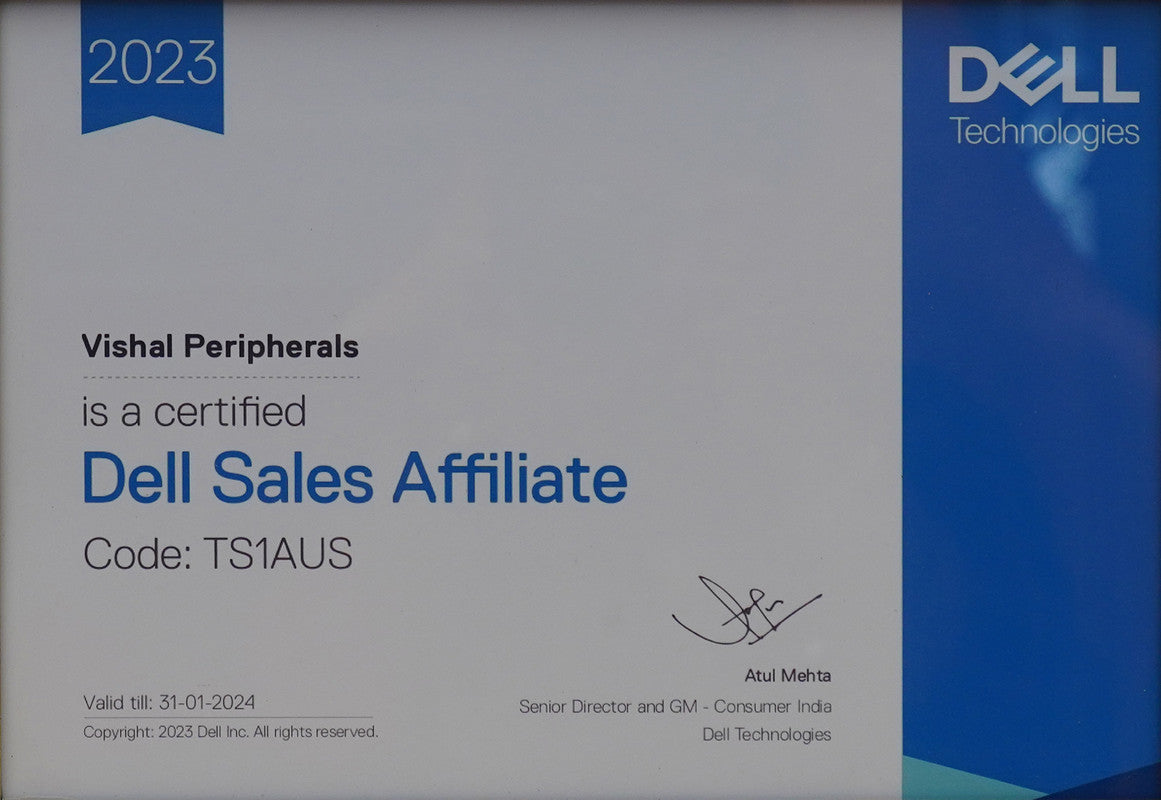 2023
DELL
Technologies
Vishal Peripherals
is a certified
Dell Sales Affiliate
Code: TS1AUS
Atul Mehta
Senior Director and GM - Consumer India
Dell Technologies
Valid till: 31-01-2024
Copyright: 2023 Dell Inc. All rights reserved.